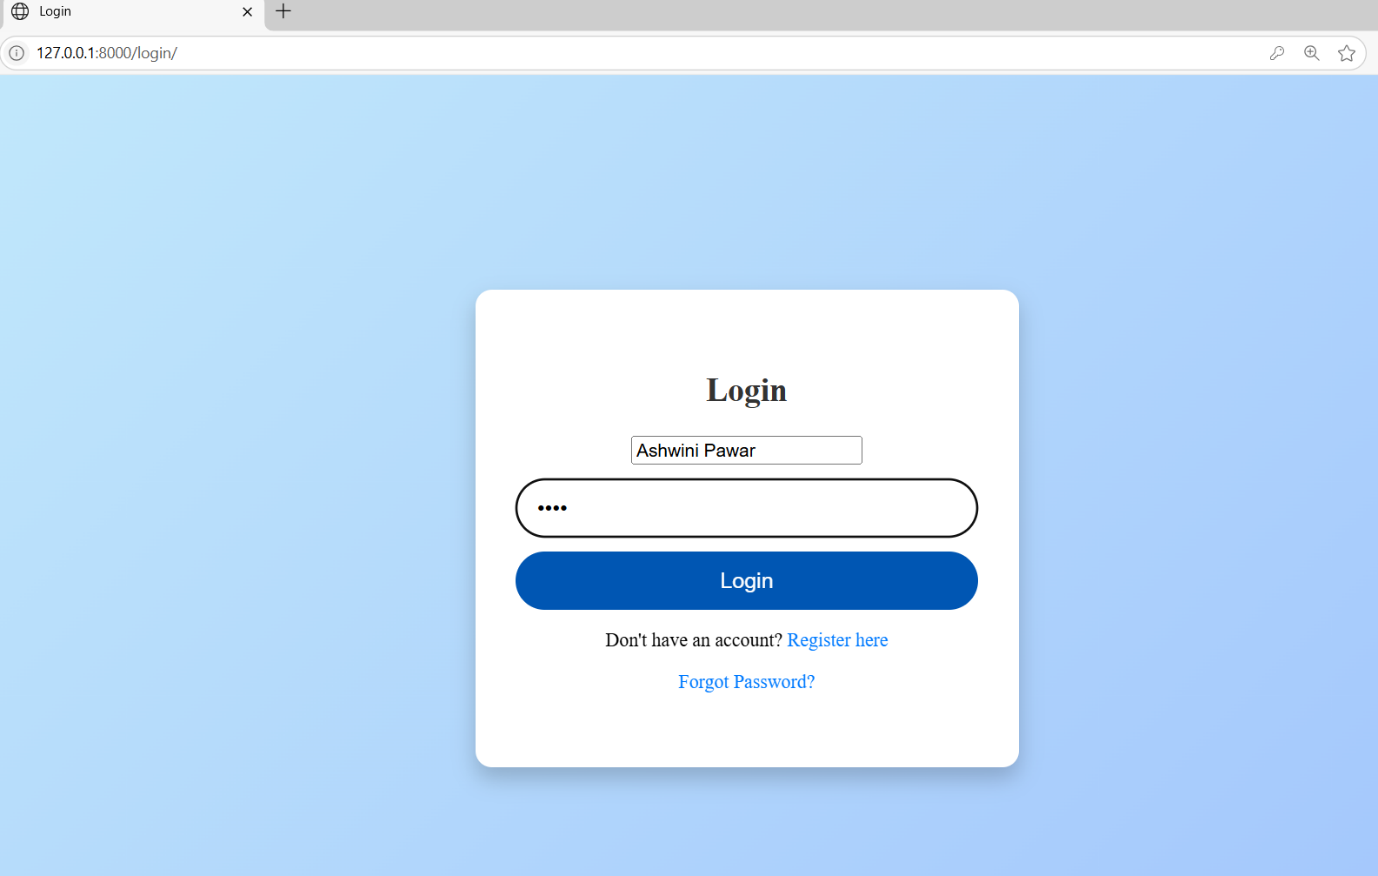 Login
127.0.0.1:8000/login/
Login
Ashwini Pawar
••••
Login
Don't have an account? Register here
Forgot Password?